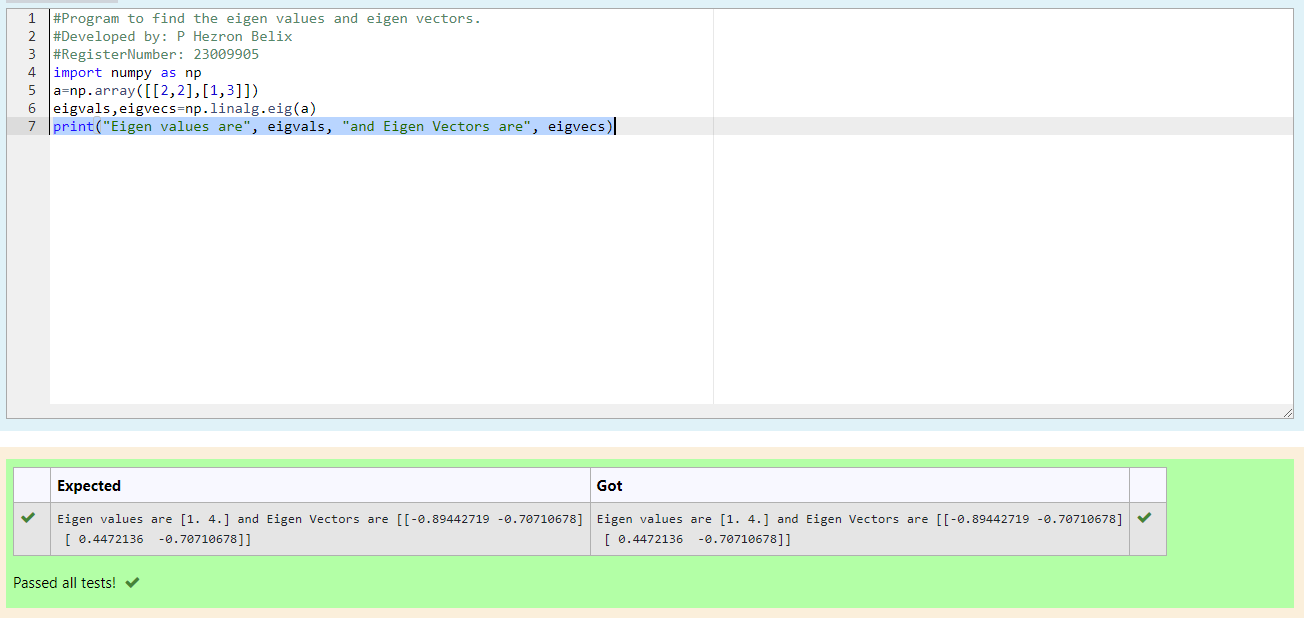 1 #Program to find the eigen values and eigen vectors.
2 #Developed by: P Hezron Belix
3 #RegisterNumber: 23009905
4 import numpy as np
5 a=np.array([[2,2],[1,3]])
6 eigvals,eigvecs=np.linalg.eig(a)
7 print("Eigen values are", eigvals, "and Eigen Vectors are", eigvecs)
Expected Got
Eigen values are [1. 4.] and Eigen Vectors are [[-0.89442719 -0.70710678] Eigen values are [1. 4.] and Eigen Vectors are [[-0.89442719 -0.70710678]
[ 0.4472136  -0.70710678]] [ 0.4472136  -0.70710678]]
Passed all tests!